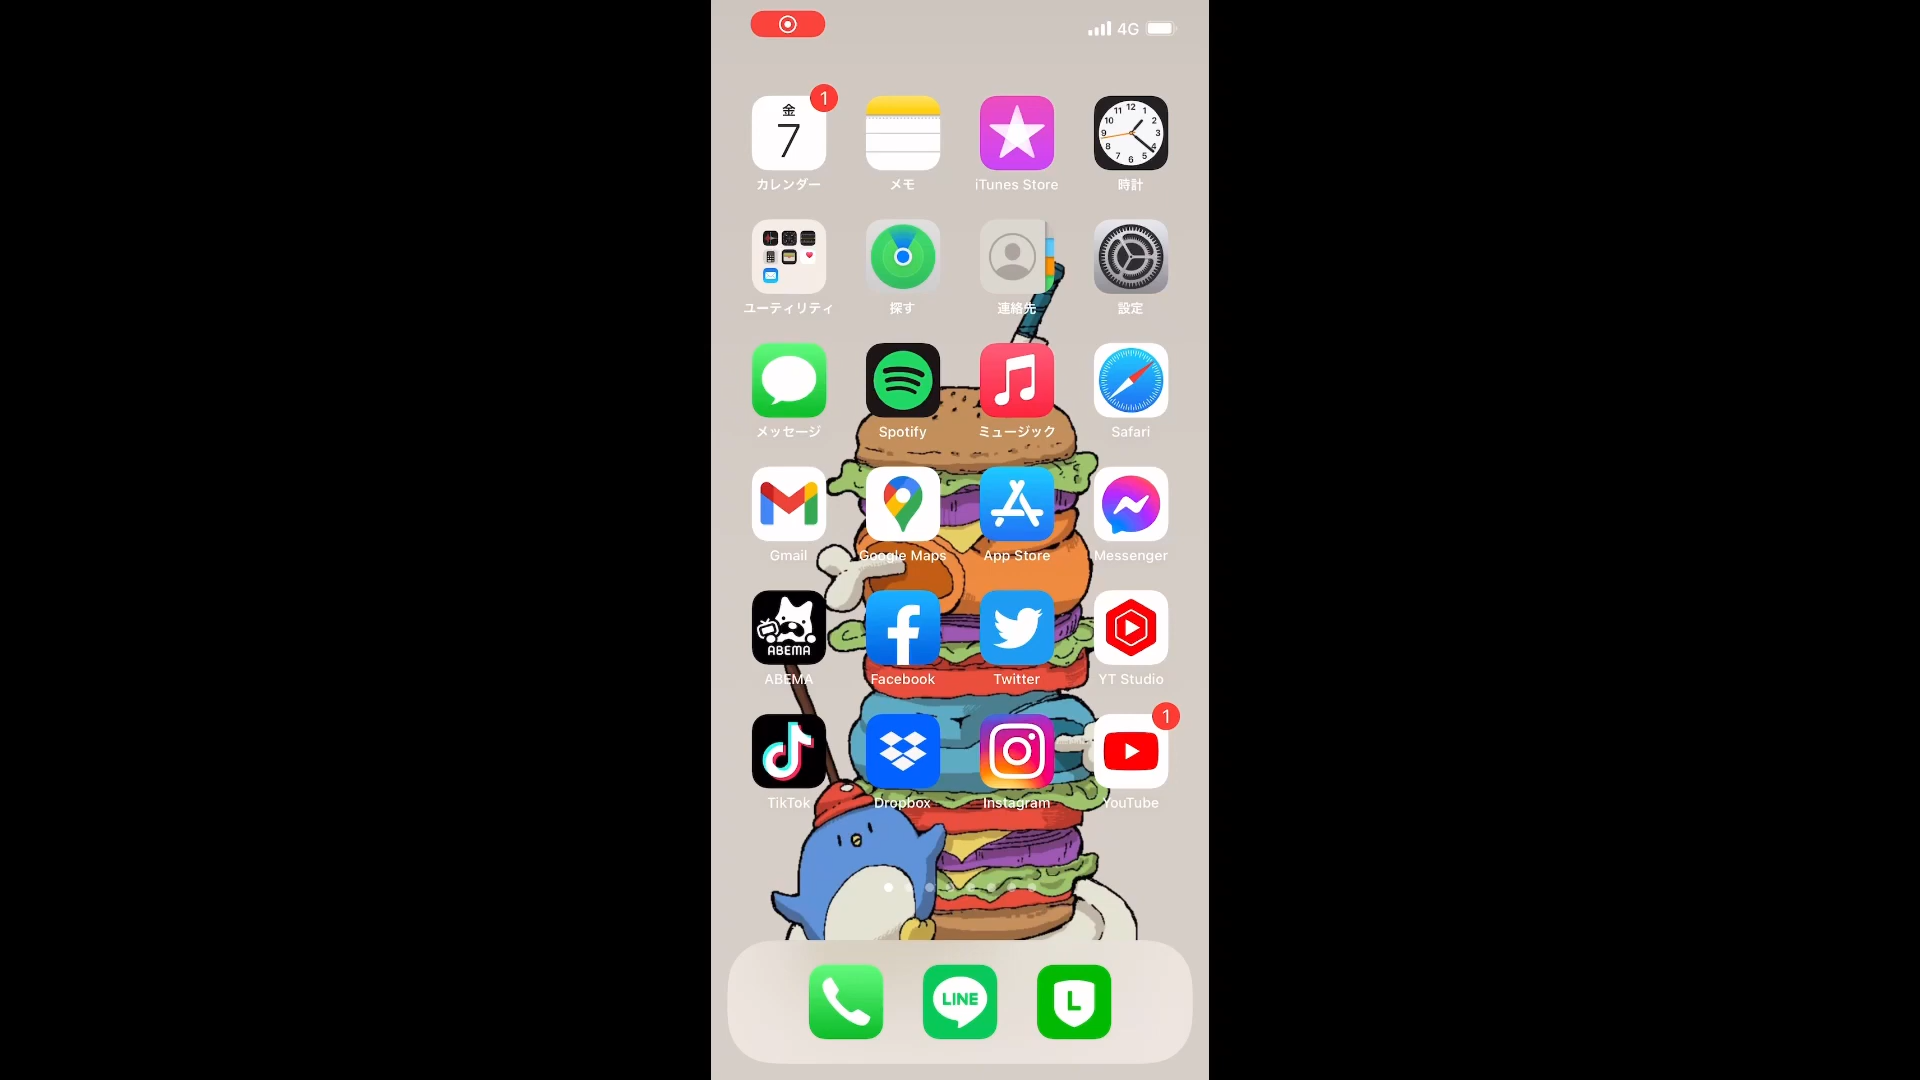 4G
金 1
7
カレンダー メモ iTunes Store 時計
ユーティリティ 探す 連絡先 設定
メッセージ Spotify ミュージック Safari
Gmail Google Maps App Store Messenger
ABEMA
ABEMA Facebook Twitter YT Studio
1
TikTok Dropbox Instagram YouTube
LINE L